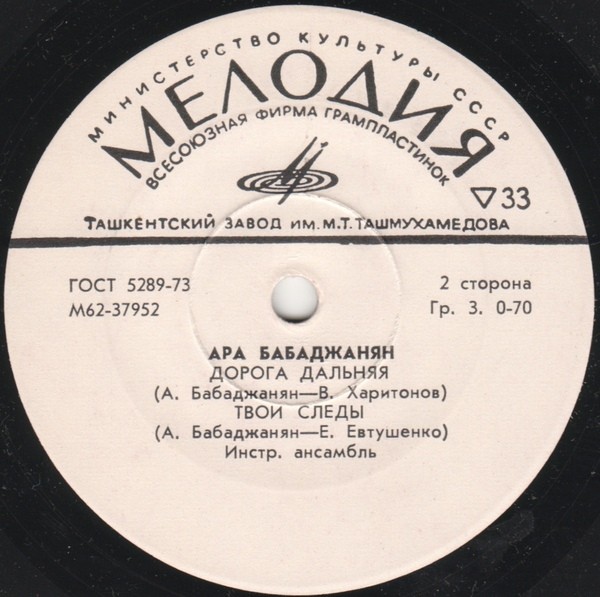 МИНИСТЕРСТВО КУЛЬТУРЫ СССР
МЕЛОДИЯ
ВСЕСОЮЗНАЯ ФИРМА ГРАМПЛАСТИНОК
33
ТАШКЕНТСКИЙ ЗАВОД ИМ. М.Т. ТАШМУХАМЕДОВА
ГОСТ 5289-73
М62-37952
2 сторона
Гр. 3. 0-70
АРА БАБАДЖАНЯН
ДОРОГА ДАЛЬНЯЯ
(А. Бабаджанян—В. Харитонов)
ТВОИ СЛЕДЫ
(А. Бабаджанян—Е. Евтушенко)
Инстр. ансамбль